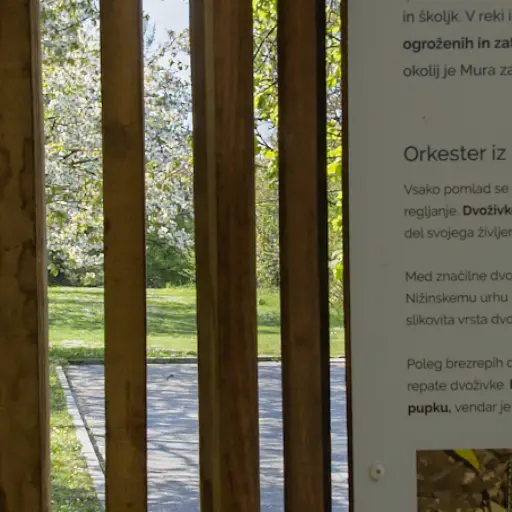 in školjk. V reki i
ogroženih in za
okolij je Mura za
Orkester iz
Vsako pomlad se
regljanje. Dvoživk
del svojega življen
Med značilne dvo
Nižinskemu urhu
slikovita vrsta dvo
Poleg brezrepih d
repate dvoživke.
pupku, vendar je